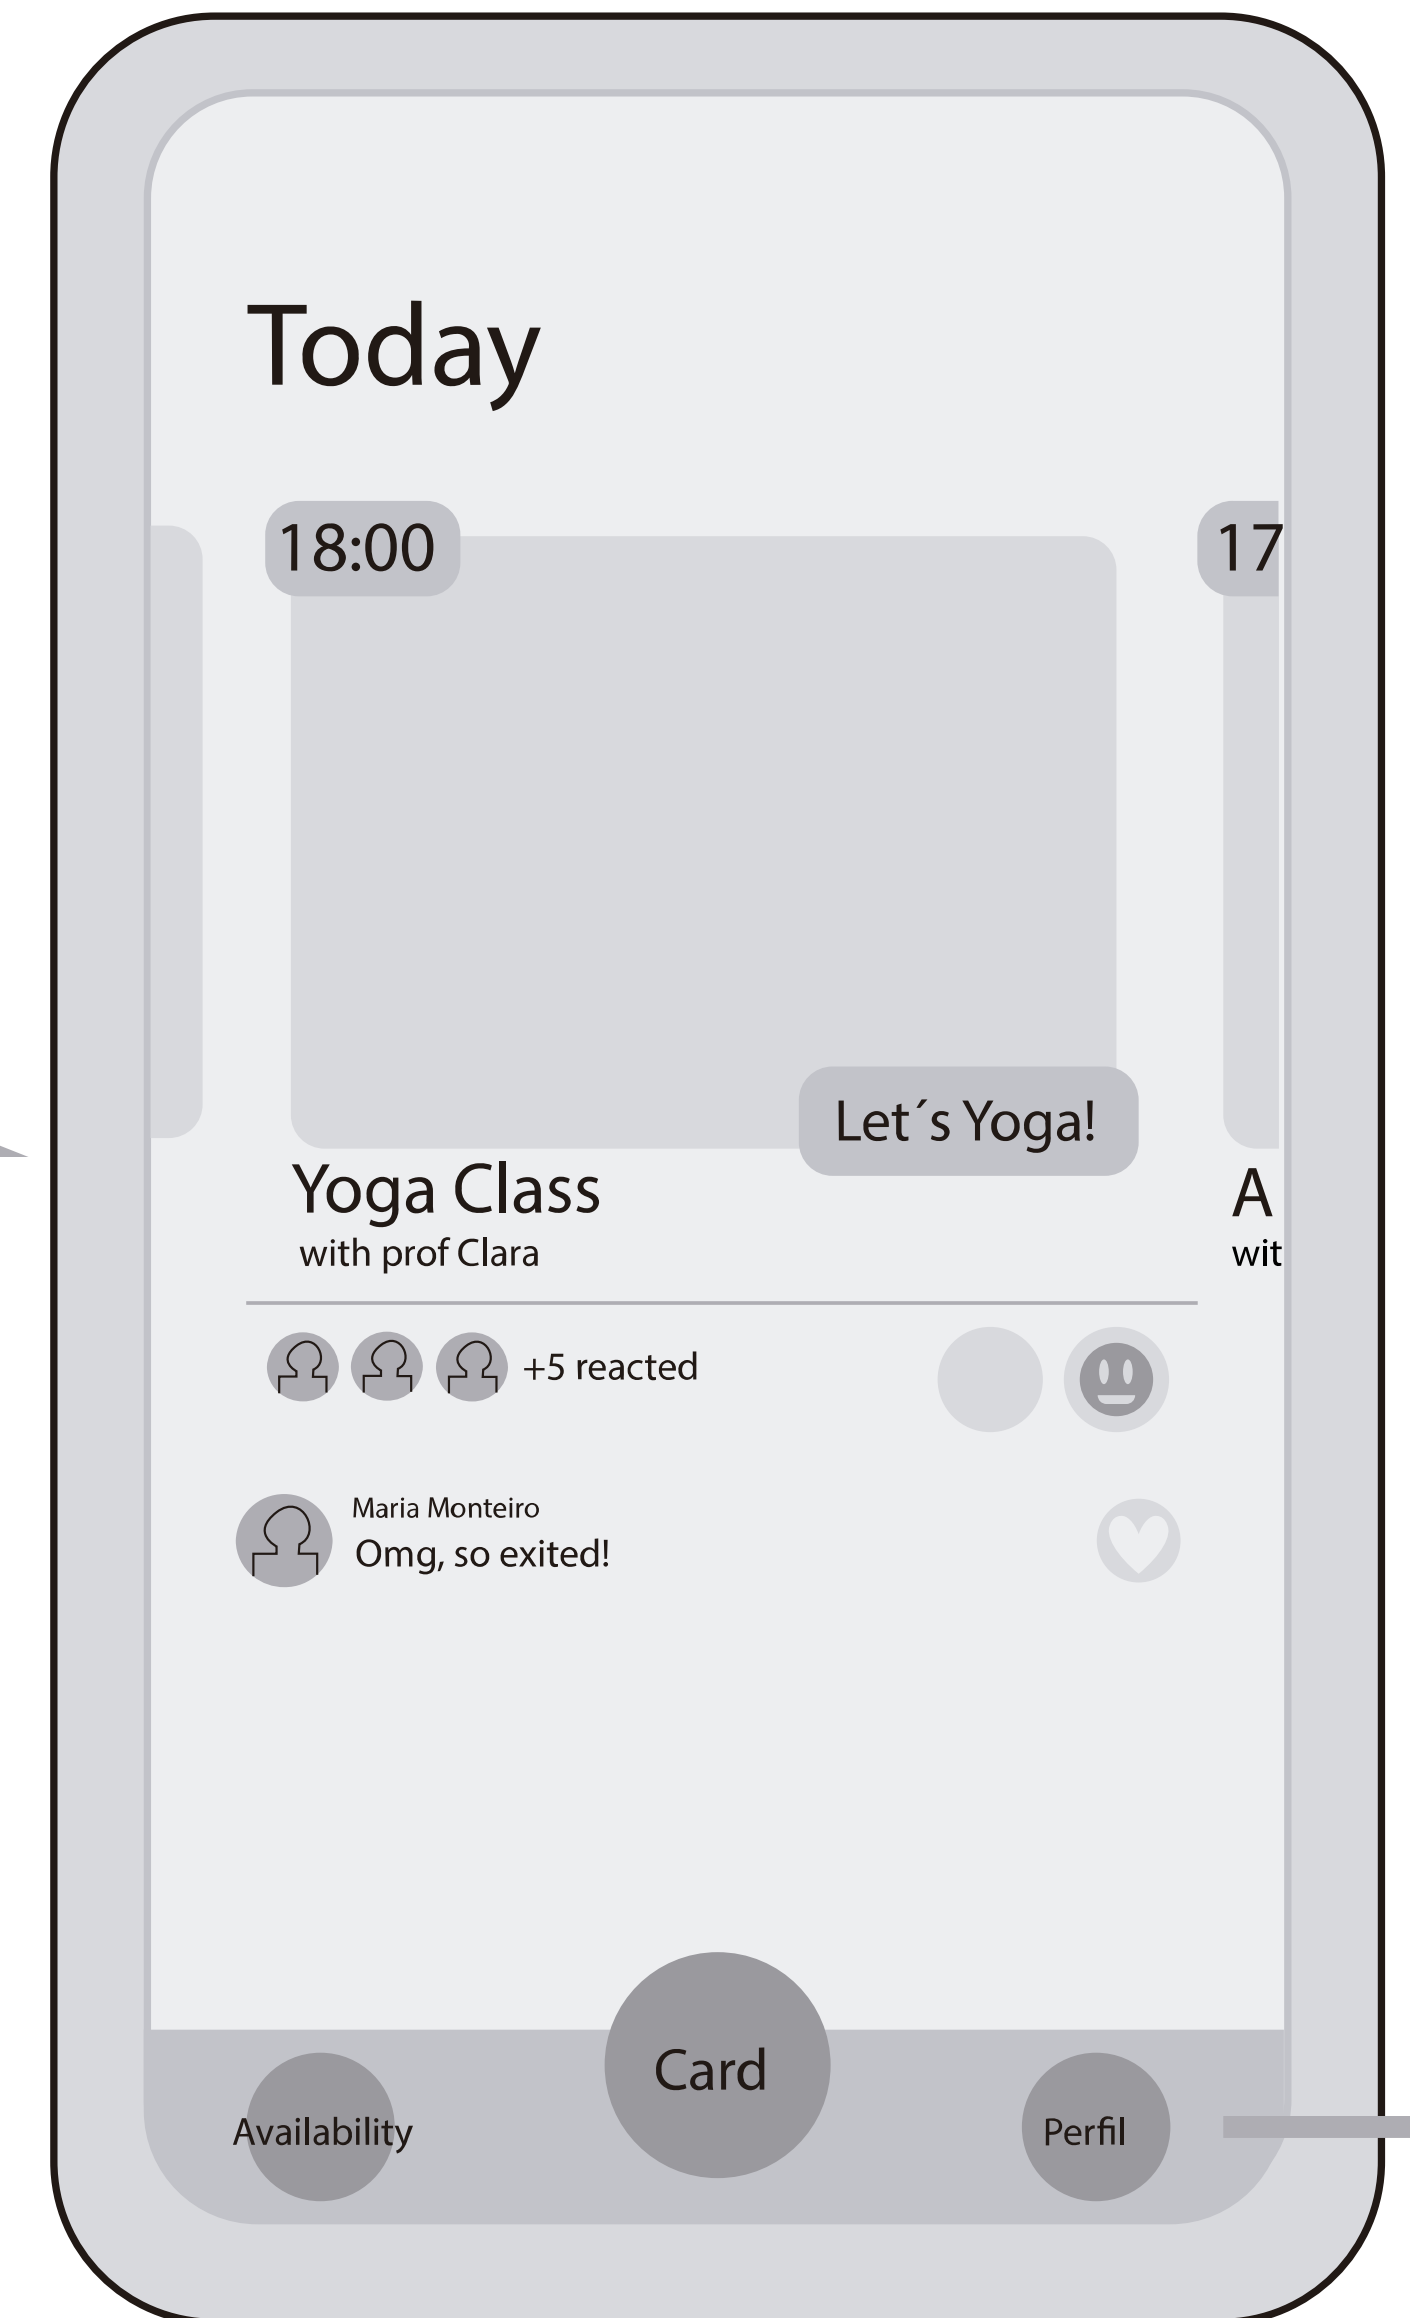 Today
18:00
17
Let´s Yoga!
Yoga Class
A
with prof Clara
wit
+5 reacted
Maria Monteiro
Omg, so exited!
Card
Availability
Perfil